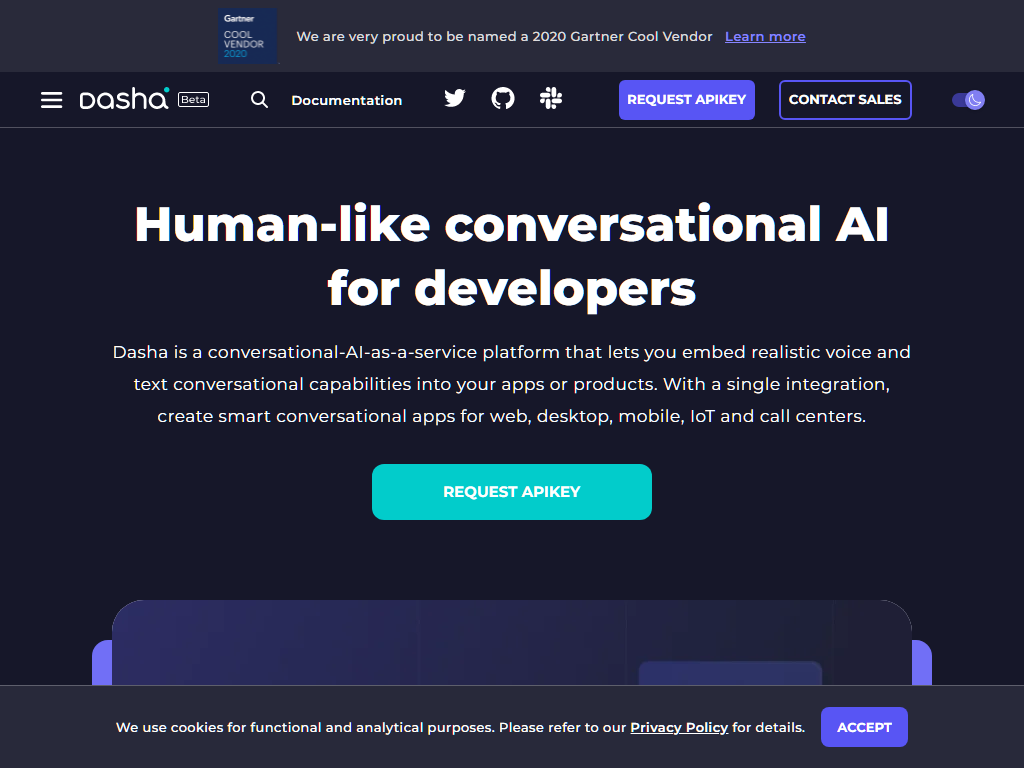 Gartner
COOL
VENDOR
2020
We are very proud to be named a 2020 Gartner Cool Vendor Learn more
Dasha Beta Documentation REQUEST APIKEY CONTACT SALES
Human-like conversational AI
for developers
Dasha is a conversational-AI-as-a-service platform that lets you embed realistic voice and
text conversational capabilities into your apps or products. With a single integration,
create smart conversational apps for web, desktop, mobile, IoT and call centers.
REQUEST APIKEY
We use cookies for functional and analytical purposes. Please refer to our Privacy Policy for details. ACCEPT